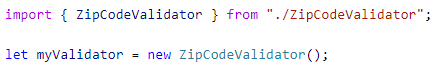 import { ZipCodeValidator } from "./ZipCodeValidator";
let myValidator = new ZipCodeValidator();